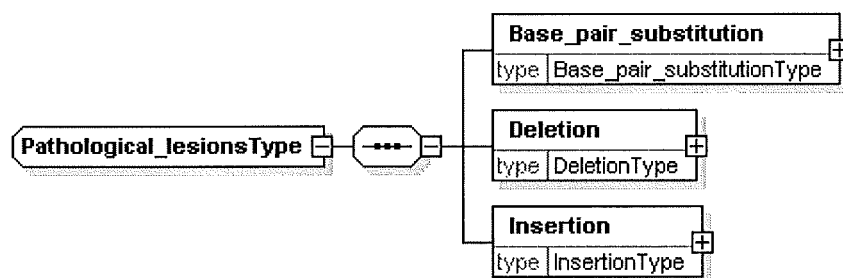 Pathological_lesionsType
Base_pair_substitution
type Base_pair_substitutionType
Deletion
type DeletionType
Insertion
type InsertionType